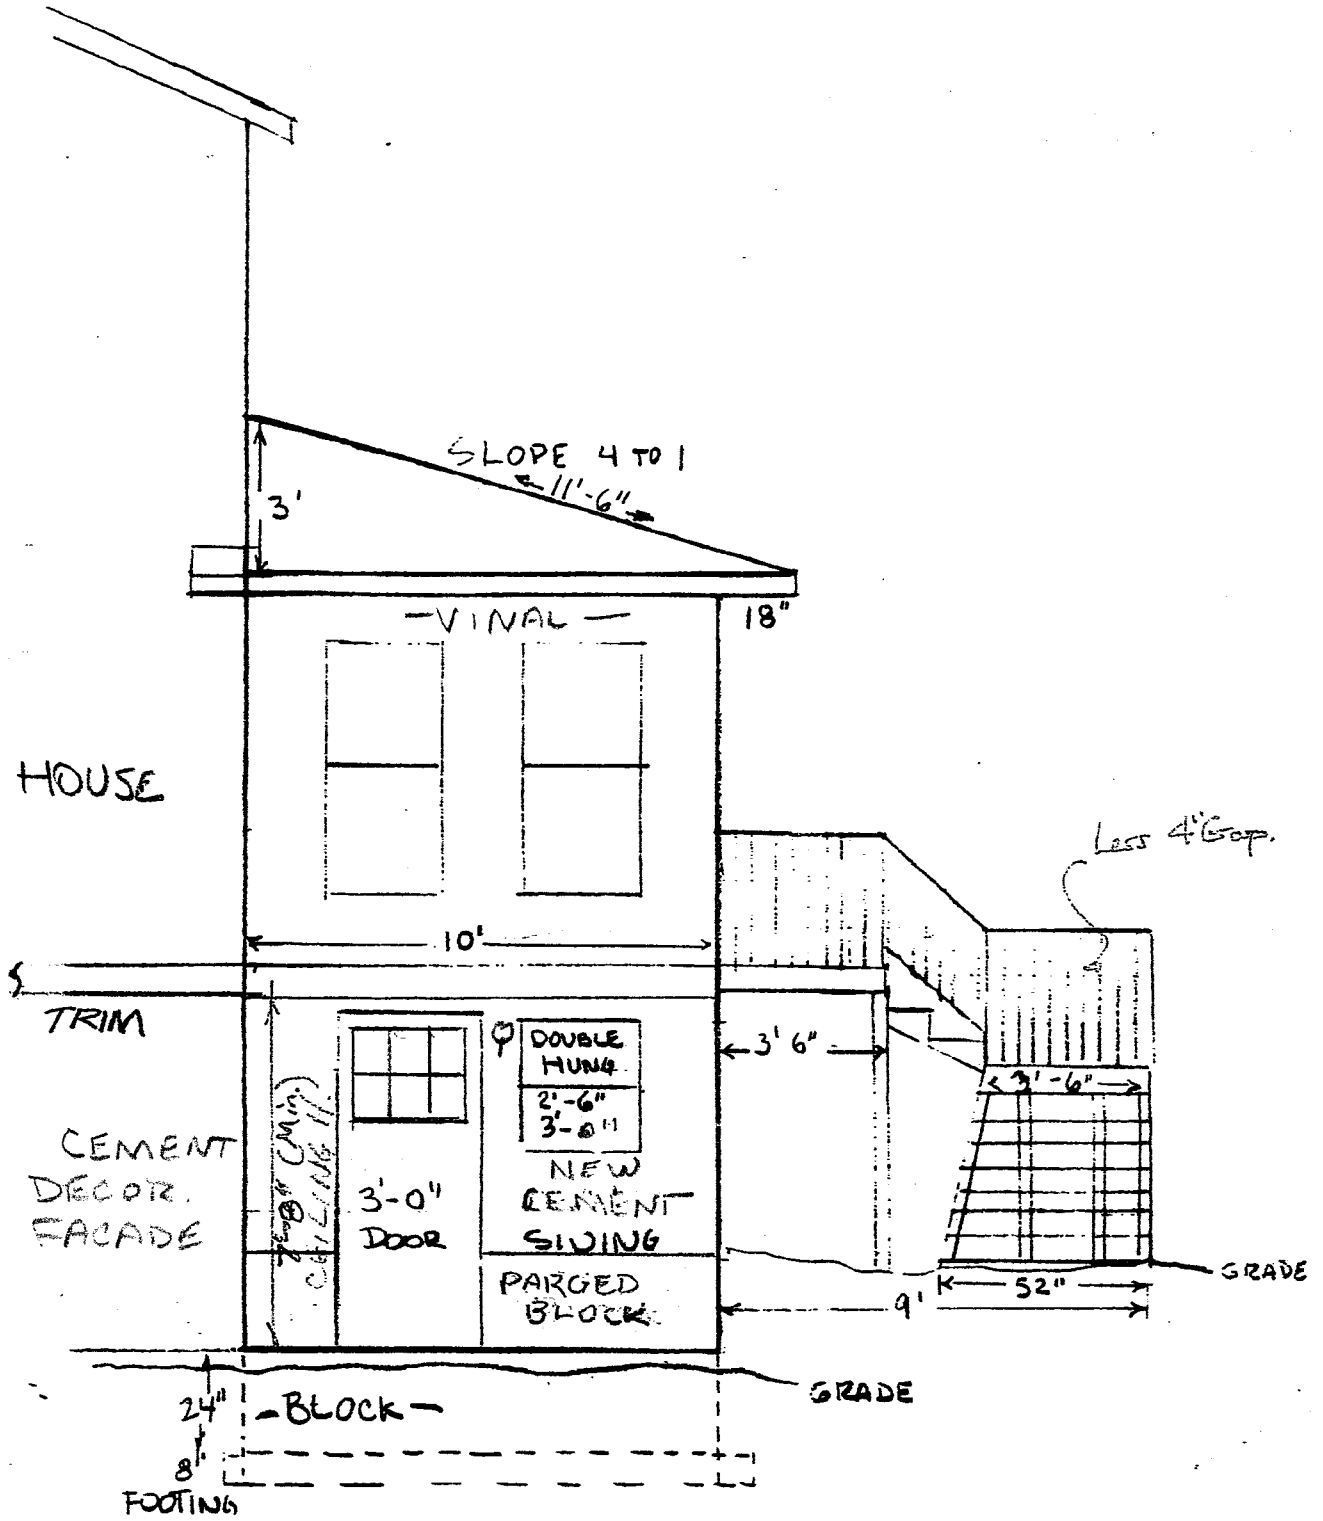 SLOPE 4 TO 1
11'-6"
3'
-VINAL-
18"
HOUSE
Less 4" Gap.
10'
TRIM
DOUBLE
HUNG
2'-6"
3'-0"
3' 6"
3'-6"
(Min.)
CEILING
CEMENT
DECOR.
FACADE
3'-0"
DOOR
NEW
CEMENT
SIDING
PARGED
BLOCK
GRADE
52"
9'
GRADE
24"
-BLOCK-
8"
FOOTING